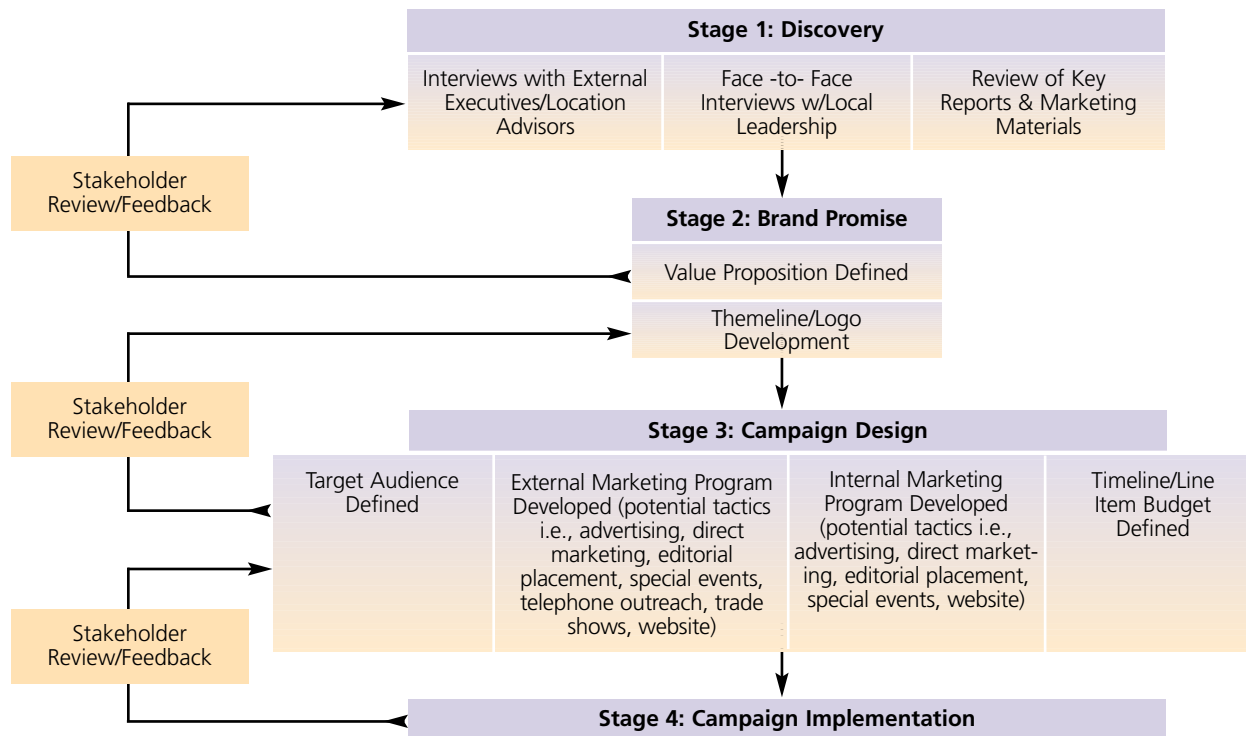 Stage 1: Discovery
Interviews with External
Executives/Location
Advisors
Face -to- Face
Interviews w/Local
Leadership
Review of Key
Reports & Marketing
Materials
Stakeholder
Review/Feedback
Stage 2: Brand Promise
Value Proposition Defined
Themeline/Logo
Development
Stakeholder
Review/Feedback
Stage 3: Campaign Design
Target Audience
Defined
External Marketing Program
Developed (potential tactics
i.e., advertising, direct
marketing, editorial
placement, special events,
telephone outreach, trade
shows, website)
Internal Marketing
Program Developed
(potential tactics i.e.,
advertising, direct market-
ing, editorial placement,
special events, website)
Timeline/Line
Item Budget
Defined
Stakeholder
Review/Feedback
Stage 4: Campaign Implementation